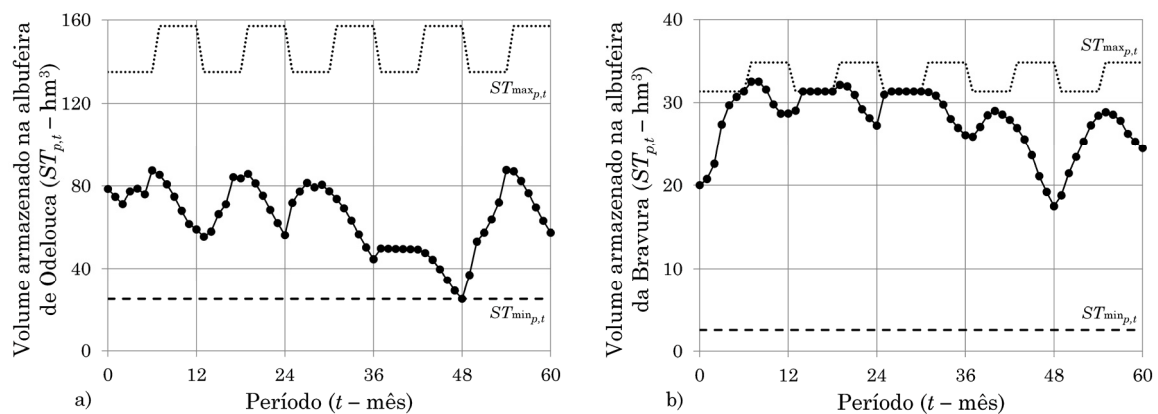 Volume armazenado na albufeira
de Odelouca (STp,t – hm³)
160
120
80
40
0
STmaxp,t
STminp,t
0 12 24 36 48 60
a)
Período (t – mês)
Volume armazenado na albufeira
da Bravura (STp,t – hm³)
40
30
20
10
0
STmaxp,t
STminp,t
0 12 24 36 48 60
b)
Período (t – mês)